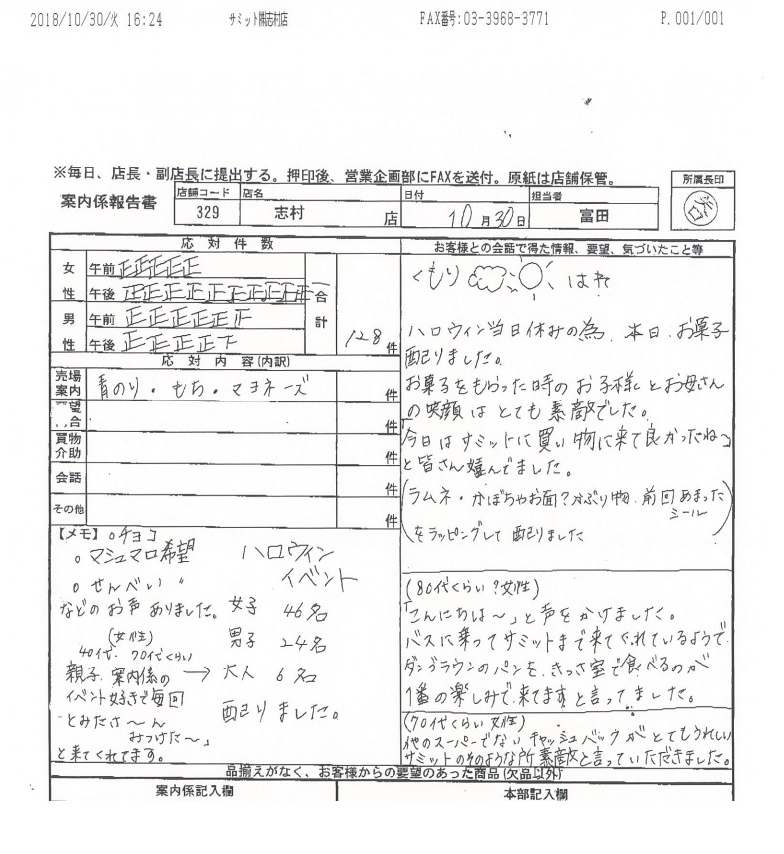 2018/10/30/火 16:24 サミット㈱志村店 FAX番号:03-3968-3771 P.001/001
※毎日、店長・副店長に提出する。押印後、営業企画部にFAXを送付。原紙は店舗保管。
所属長印
案内係報告書
店舗コード 店名 日付 担当者
329 志村 店 10月30日 富田
応対件数
女性 午前 正正正正正
午後 正正正正正正正正正
男性 午前 正正正正正
午後 正正正正
合計 128件
応対内容(内訳)
売場案内 青のり・もち・マヨネーズ 件
件
買物介助 件
会話 件
その他 件
【メモ】 ○チョコ
○マシュマロ希望
○せんべい 〃
などのお声ありました。
(女性)
40代、70代くらい
親子、案内係の
イベント好きで毎回
「とみたさ〜ん
みつけた〜」
と来てくれてます。
ハロウィン
イベント
女子 46名
男子 24名
→ 大人 6名
配りました。
お客様との会話で得た情報、要望、気づいたこと等
くもり はれ
ハロウィン当日休みの為、本日、お菓子
配りました。
お菓子をもらった時のお子様とお母さん
の笑顔はとても素敵でした。
「今日はサミットに買い物に来て良かったね〜」
と皆さん嬉んでました。
(ラムネ・かぼちゃお面?かぶり物、前回あまった
シール)
をラッピングして配りました
(80代くらい?女性)
「こんにちは〜」と声をかけました。
バスに乗ってサミットまで来てくれているようで、
ダンブラウンのパンを、きっさ室で食べるのが
1番の楽しみで、来てますと言ってました。
(70代くらい女性)
他のスーパーでないキャッシュバックがとてもうれしい
サミットのそのような所素敵と言っていただきました。
品揃えがなく、お客様からの要望のあった商品(欠品以外)
案内係記入欄 本部記入欄